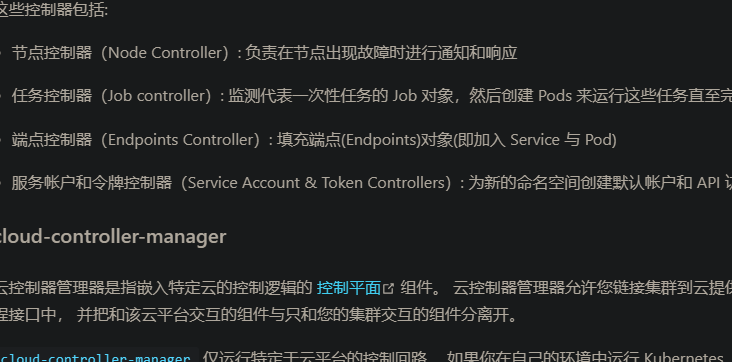 这些控制器包括:
节点控制器（Node Controller）: 负责在节点出现故障时进行通知和响应
任务控制器（Job controller）: 监测代表一次性任务的 Job 对象，然后创建 Pods 来运行这些任务直至完
端点控制器（Endpoints Controller）: 填充端点(Endpoints)对象(即加入 Service 与 Pod)
服务帐户和令牌控制器（Service Account & Token Controllers）: 为新的命名空间创建默认帐户和 API 访
cloud-controller-manager
云控制器管理器是指嵌入特定云的控制逻辑的 控制平面 组件。 云控制器管理器允许您链接集群到云提供
程接口中， 并把和该云平台交互的组件与只和您的集群交互的组件分离开。
cloud-controller-manager 仅运行特定于云平台的控制回路。 如果你在自己的环境中运行 Kubernetes